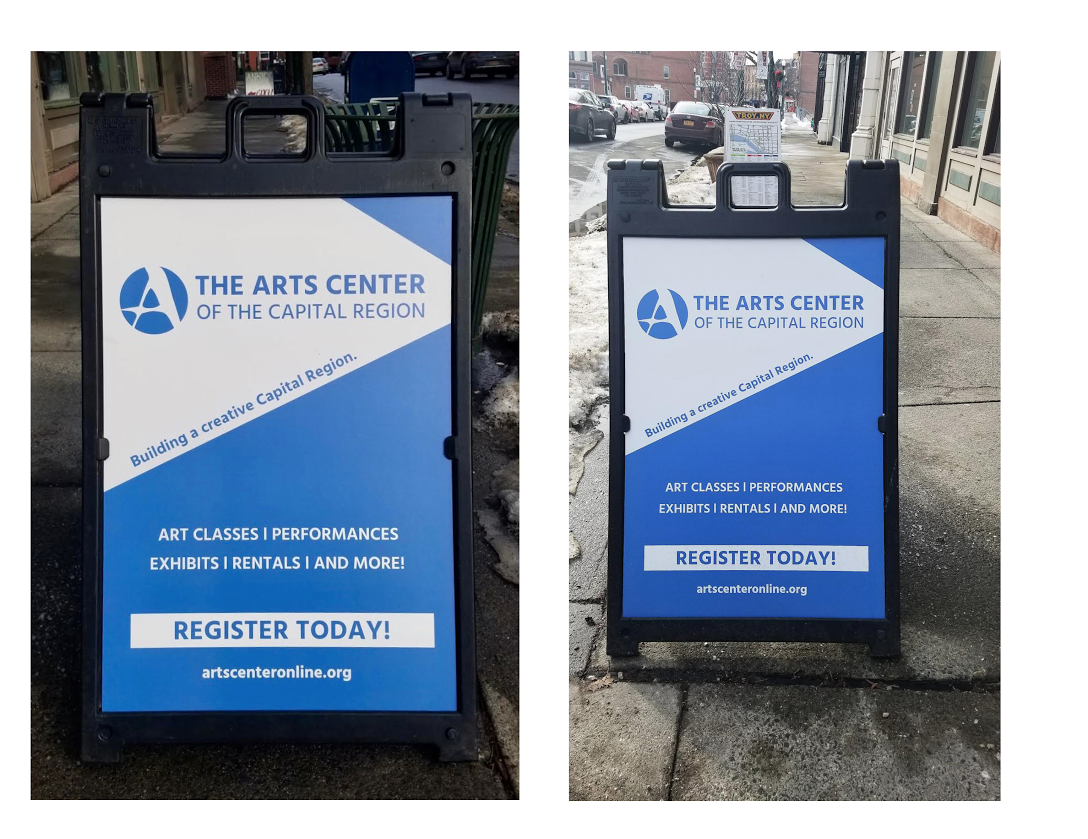 THE ARTS CENTER
OF THE CAPITAL REGION
Building a creative Capital Region.
ART CLASSES | PERFORMANCES
EXHIBITS | RENTALS | AND MORE!
REGISTER TODAY!
artscenteronline.org
TROY, NY
THE ARTS CENTER
OF THE CAPITAL REGION
Building a creative Capital Region.
ART CLASSES | PERFORMANCES
EXHIBITS | RENTALS | AND MORE!
REGISTER TODAY!
artscenteronline.org